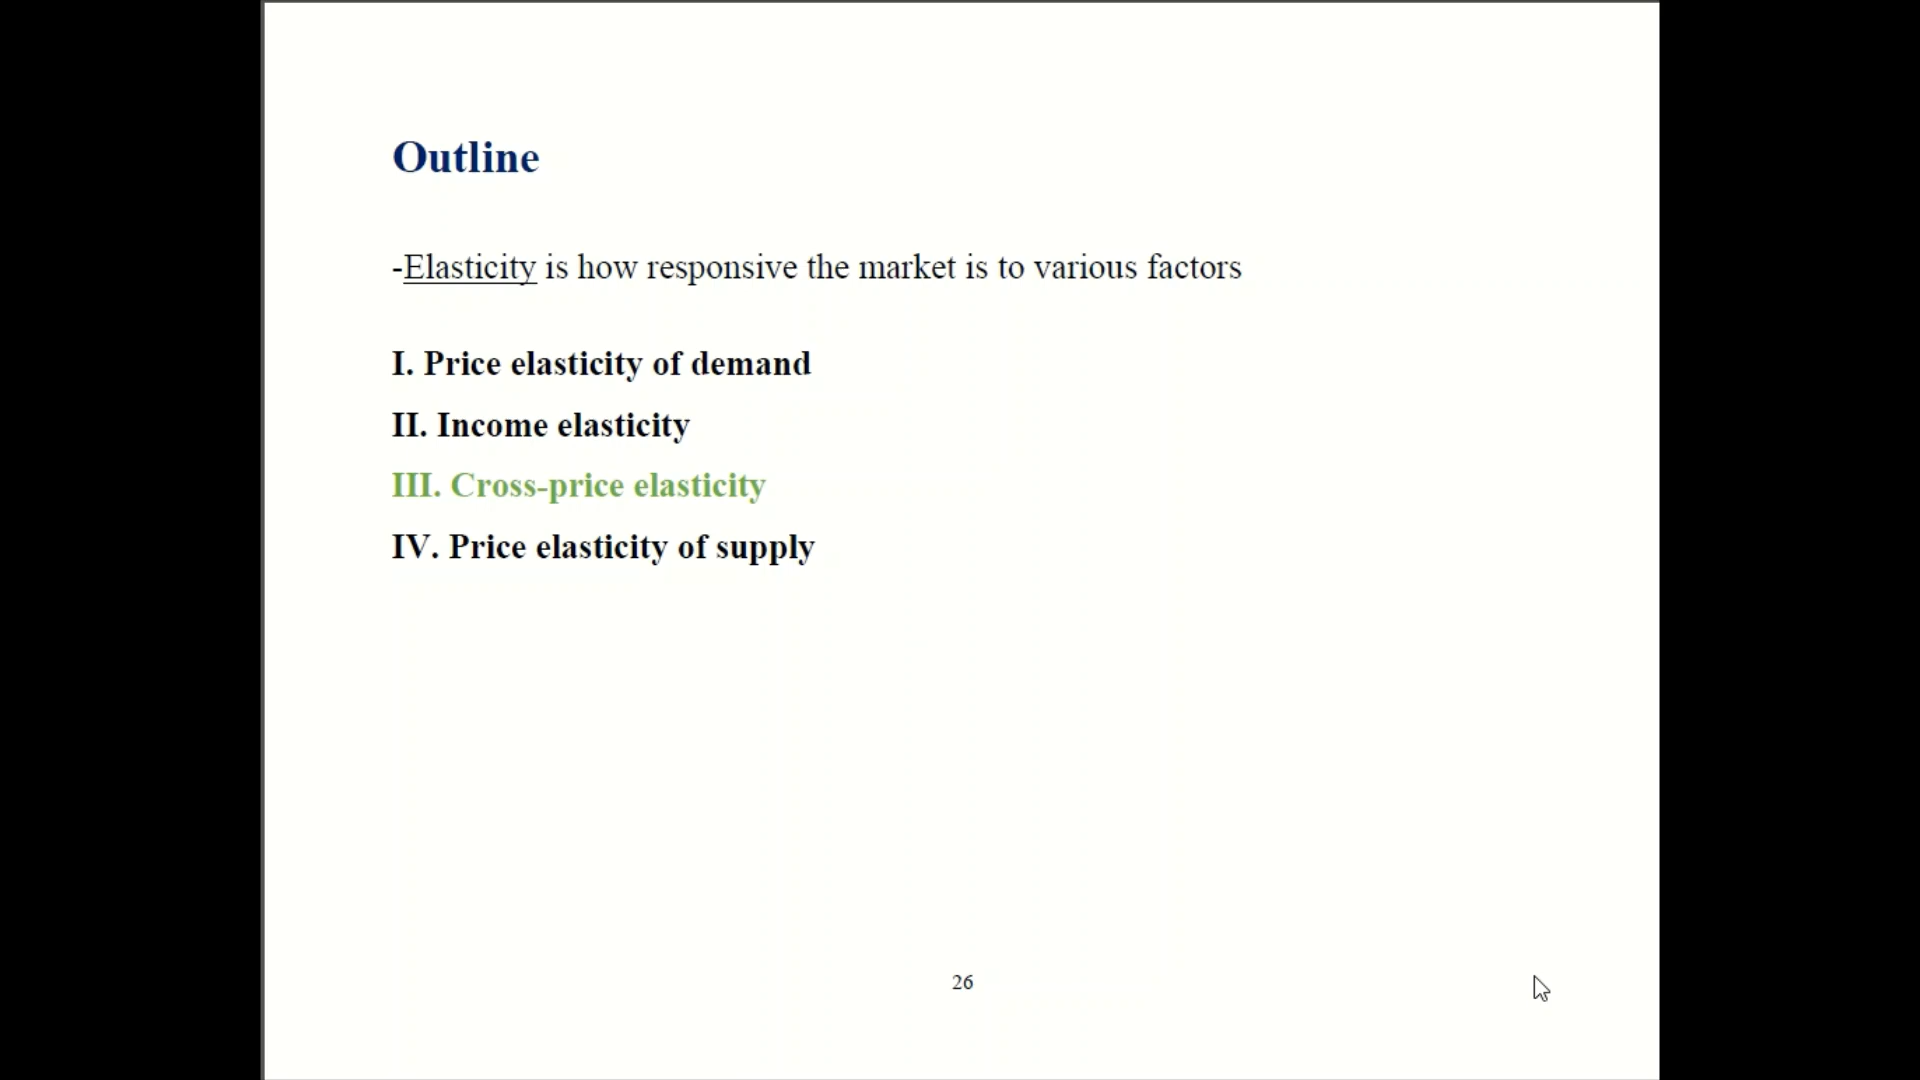 Outline
-Elasticity is how responsive the market is to various factors
I. Price elasticity of demand
II. Income elasticity
III. Cross-price elasticity
IV. Price elasticity of supply
26